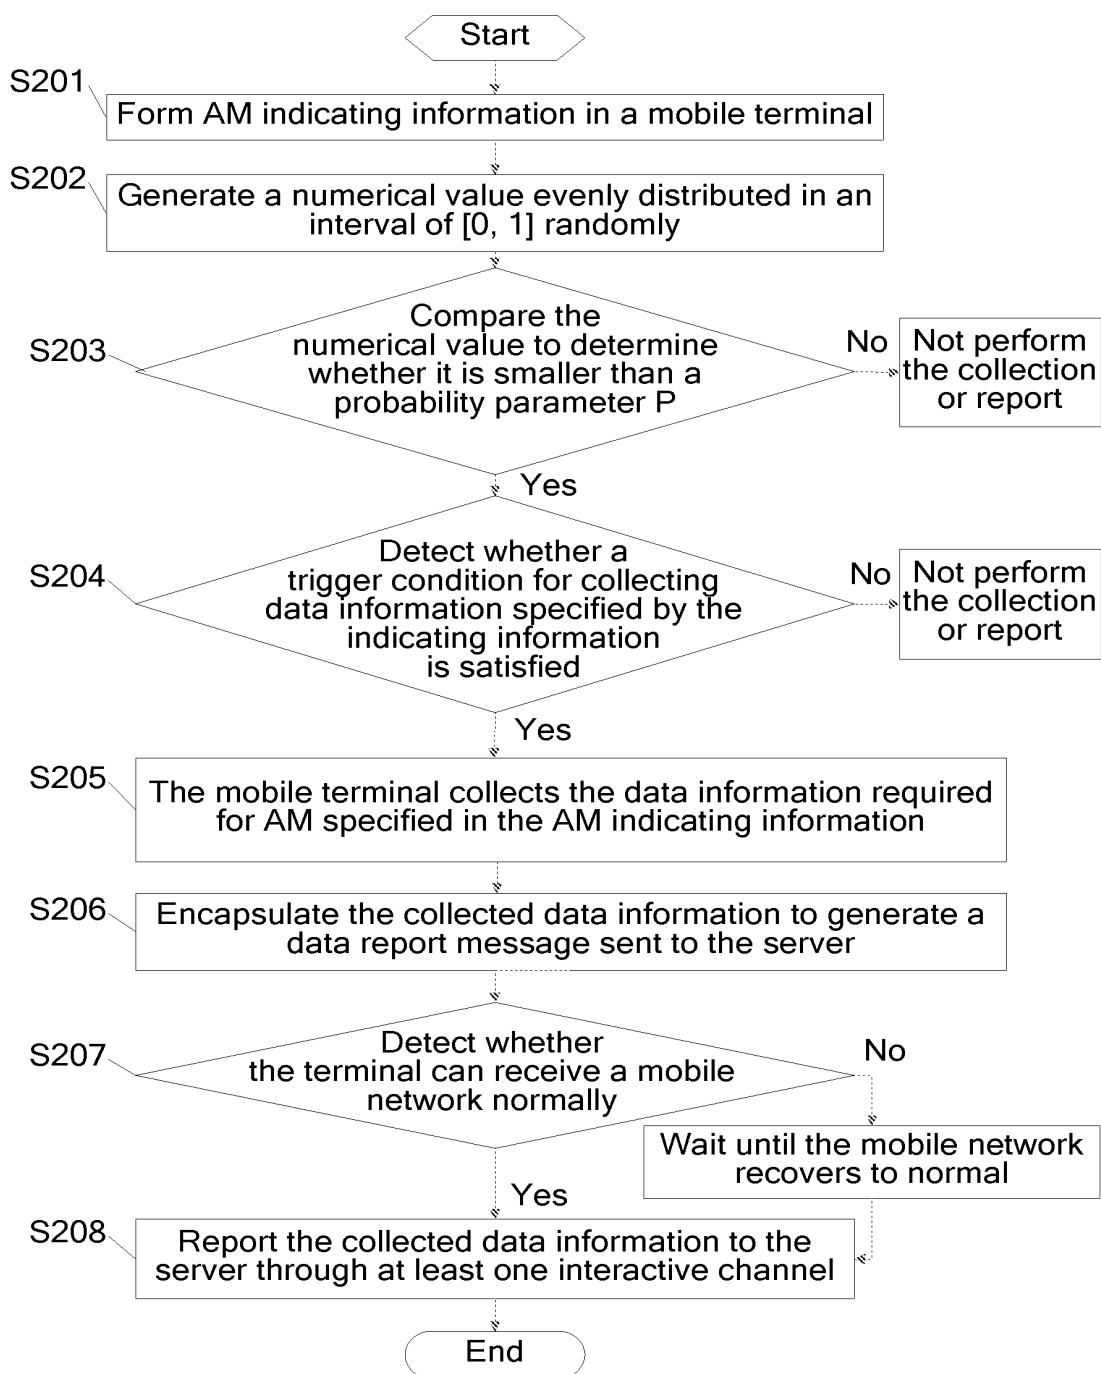 Start
S201
Form AM indicating information in a mobile terminal
S202
Generate a numerical value evenly distributed in an
interval of [0, 1] randomly
S203
Compare the
numerical value to determine
whether it is smaller than a
probability parameter P
No
Not perform
the collection
or report
Yes
S204
Detect whether a
trigger condition for collecting
data information specified by the
indicating information
is satisfied
No
Not perform
the collection
or report
Yes
S205
The mobile terminal collects the data information required
for AM specified in the AM indicating information
S206
Encapsulate the collected data information to generate a
data report message sent to the server
S207
Detect whether
the terminal can receive a mobile
network normally
No
Wait until the mobile network
recovers to normal
Yes
S208
Report the collected data information to the
server through at least one interactive channel
End